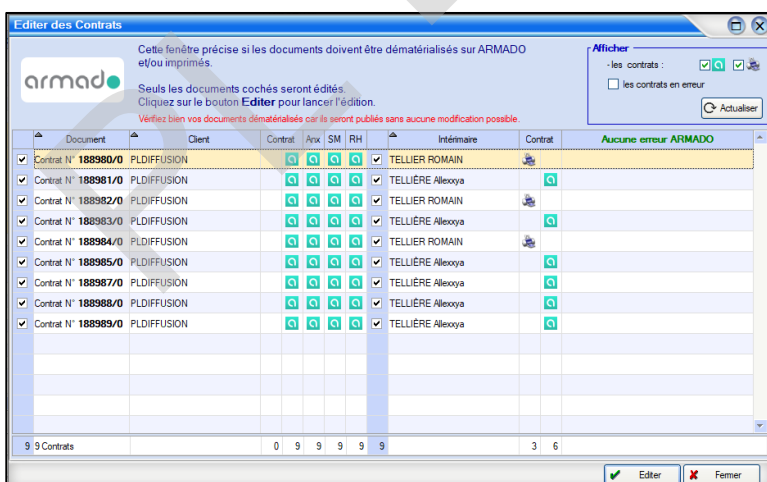 Editer des Contrats
armado
Cette fenêtre précise si les documents doivent être dématérialisés sur ARMADO
et/ou imprimés.
Seuls les documents cochés seront édités.
Cliquez sur le bouton Editer pour lancer l'édition.
Vérifiez bien vos documents dématérialisés car ils seront publiés sans aucune modification possible.
Afficher
- les contrats :
les contrats en erreur
Actualiser
Document Client Contrat Anx SM RH Intérimaire Contrat Aucune erreur ARMADO
Contrat N° 188980/0 PLDIFFUSION TELLIER ROMAIN
Contrat N° 188981/0 PLDIFFUSION TELLIÈRE Allexxya
Contrat N° 188982/0 PLDIFFUSION TELLIER ROMAIN
Contrat N° 188983/0 PLDIFFUSION TELLIÈRE Allexxya
Contrat N° 188984/0 PLDIFFUSION TELLIER ROMAIN
Contrat N° 188985/0 PLDIFFUSION TELLIÈRE Allexxya
Contrat N° 188987/0 PLDIFFUSION TELLIÈRE Allexxya
Contrat N° 188988/0 PLDIFFUSION TELLIÈRE Allexxya
Contrat N° 188989/0 PLDIFFUSION TELLIÈRE Allexxya
9 9 Contrats 0 9 9 9 9 9 3 6
Editer Fermer